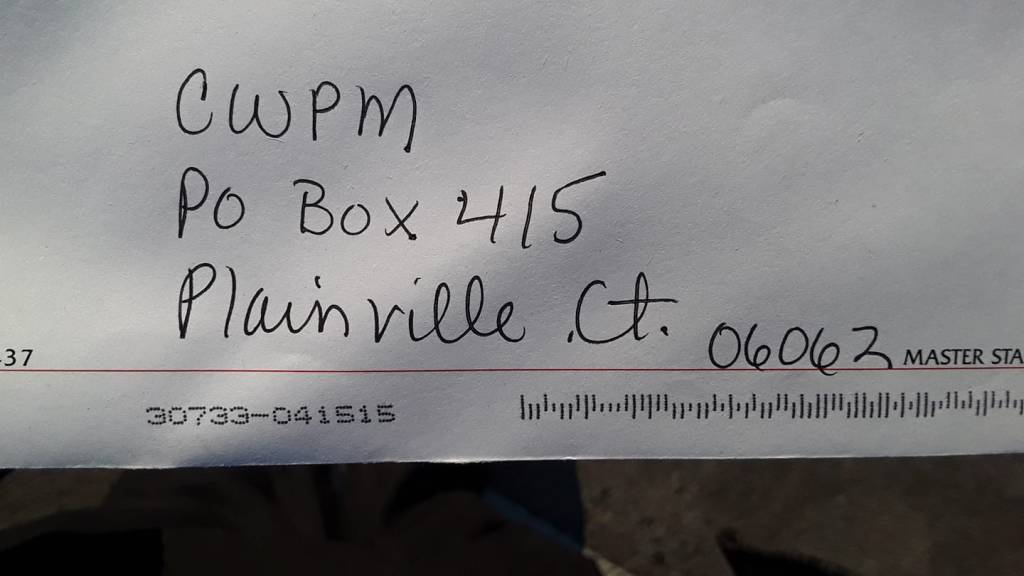 CWPM
PO BOX 415
Plainville .Ct. 06062
37 MASTER STA
30733-041515